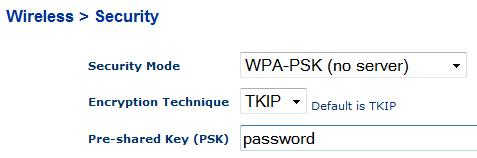 Wireless > Security
Security Mode WPA-PSK (no server)
Encryption Technique TKIP Default is TKIP
Pre-shared Key (PSK) password